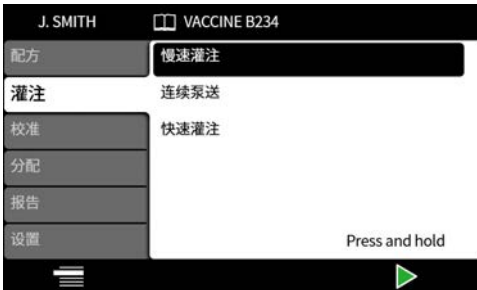 J. SMITH
VACCINE B234
配方
灌注
校准
分配
报告
设置
慢速灌注
连续泵送
快速灌注
Press and hold